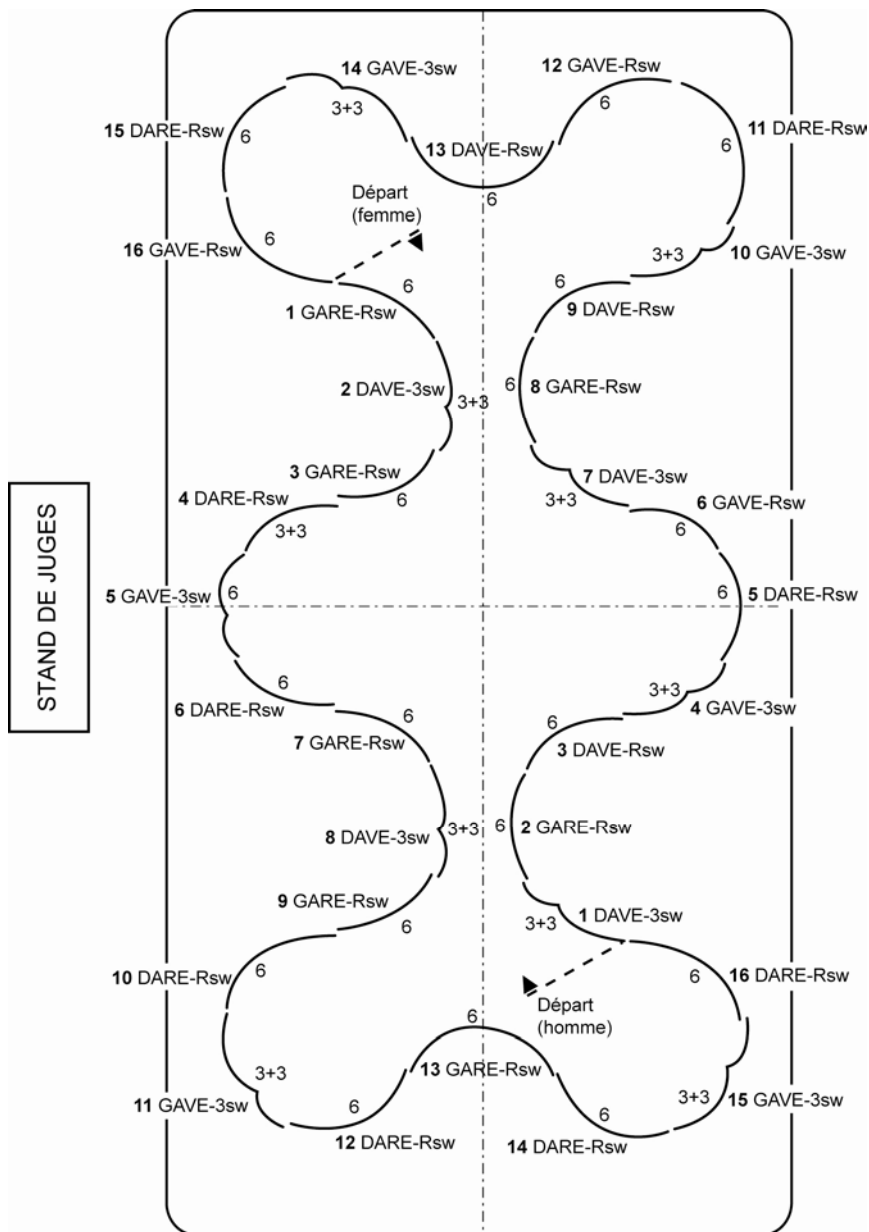 14 GAVE-3sw
12 GAVE-Rsw
3+3
6
15 DARE-Rsw
6
11 DARE-Rsw
6
13 DAVE-Rsw
6
Départ
(femme)
16 GAVE-Rsw
6
10 GAVE-3sw
3+3
1 GARE-Rsw
6
9 DAVE-Rsw
6
2 DAVE-3sw
3+3
8 GARE-Rsw
6
3 GARE-Rsw
6
7 DAVE-3sw
3+3
4 DARE-Rsw
3+3
6 GAVE-Rsw
6
STAND DE JUGES
5 GAVE-3sw
6
5 DARE-Rsw
6
6 DARE-Rsw
6
4 GAVE-3sw
3+3
7 GARE-Rsw
6
3 DAVE-Rsw
6
8 DAVE-3sw
3+3
2 GARE-Rsw
6
9 GARE-Rsw
6
1 DAVE-3sw
3+3
10 DARE-Rsw
6
16 DARE-Rsw
6
Départ
(homme)
6
13 GARE-Rsw
11 GAVE-3sw
3+3
15 GAVE-3sw
3+3
12 DARE-Rsw
6
14 DARE-Rsw
6